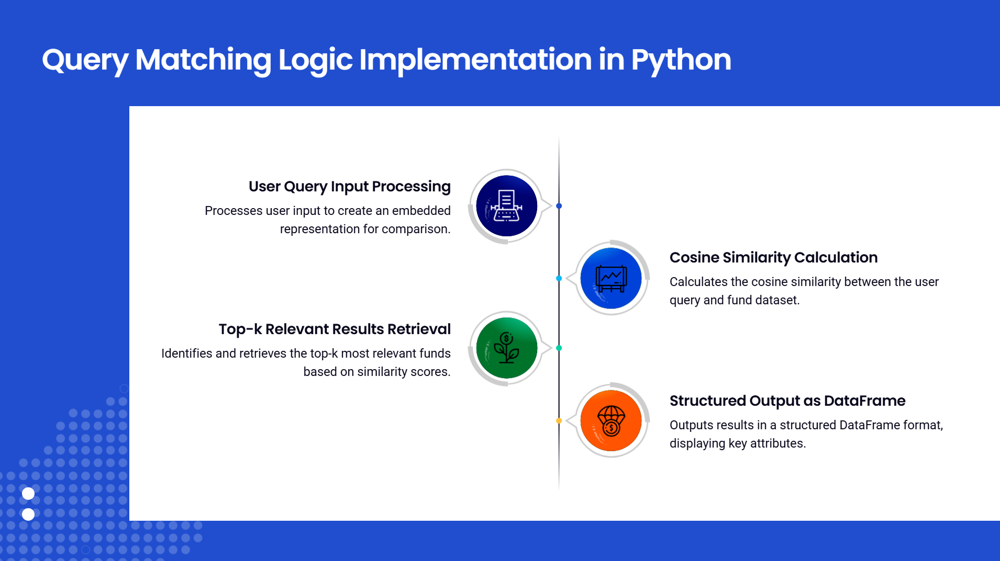 Query Matching Logic Implementation in Python
User Query Input Processing
Processes user input to create an embedded
representation for comparison.
Cosine Similarity Calculation
Calculates the cosine similarity between the user
query and fund dataset.
Top-k Relevant Results Retrieval
Identifies and retrieves the top-k most relevant funds
based on similarity scores.
Structured Output as DataFrame
Outputs results in a structured DataFrame format,
displaying key attributes.